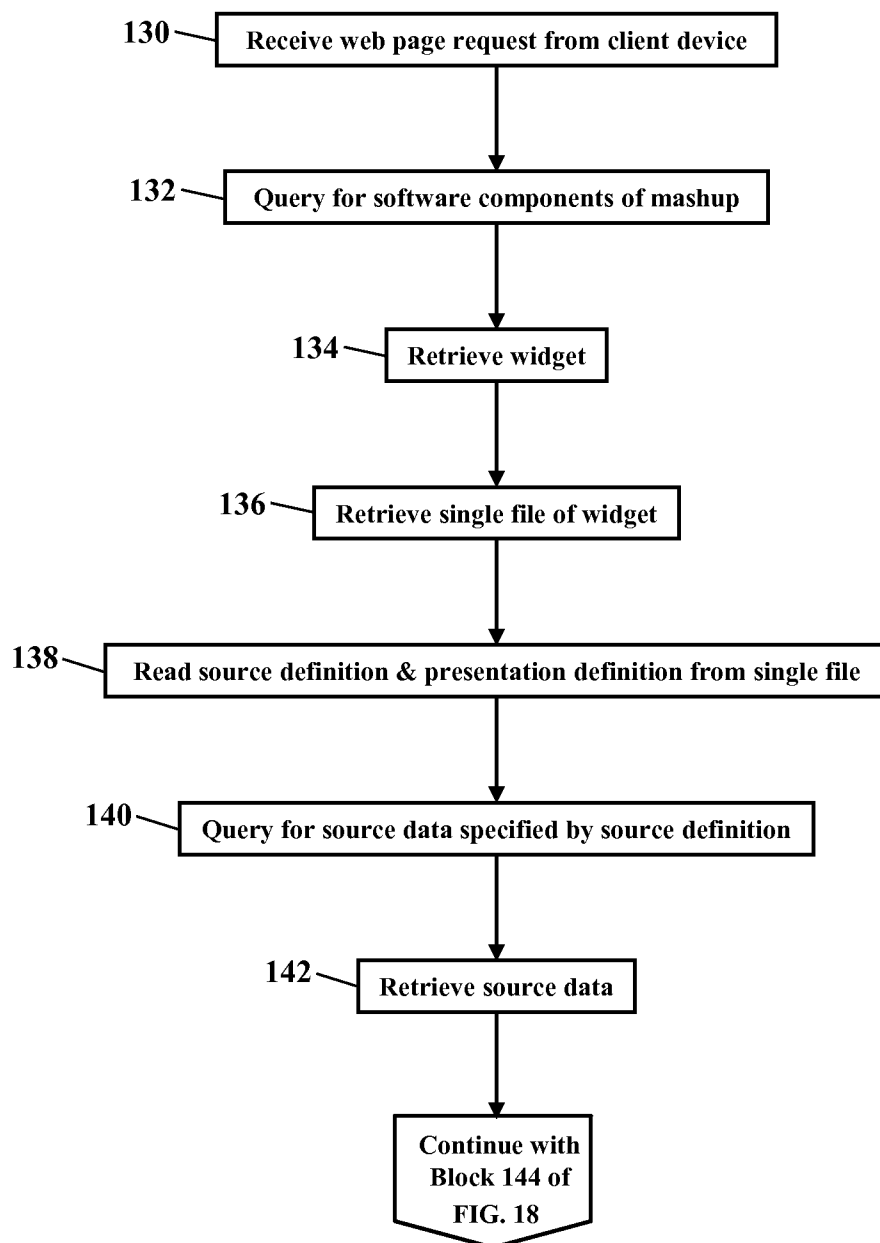 130 Receive web page request from client device
132 Query for software components of mashup
134 Retrieve widget
136 Retrieve single file of widget
138 Read source definition & presentation definition from single file
140 Query for source data specified by source definition
142 Retrieve source data
Continue with
Block 144 of
FIG. 18